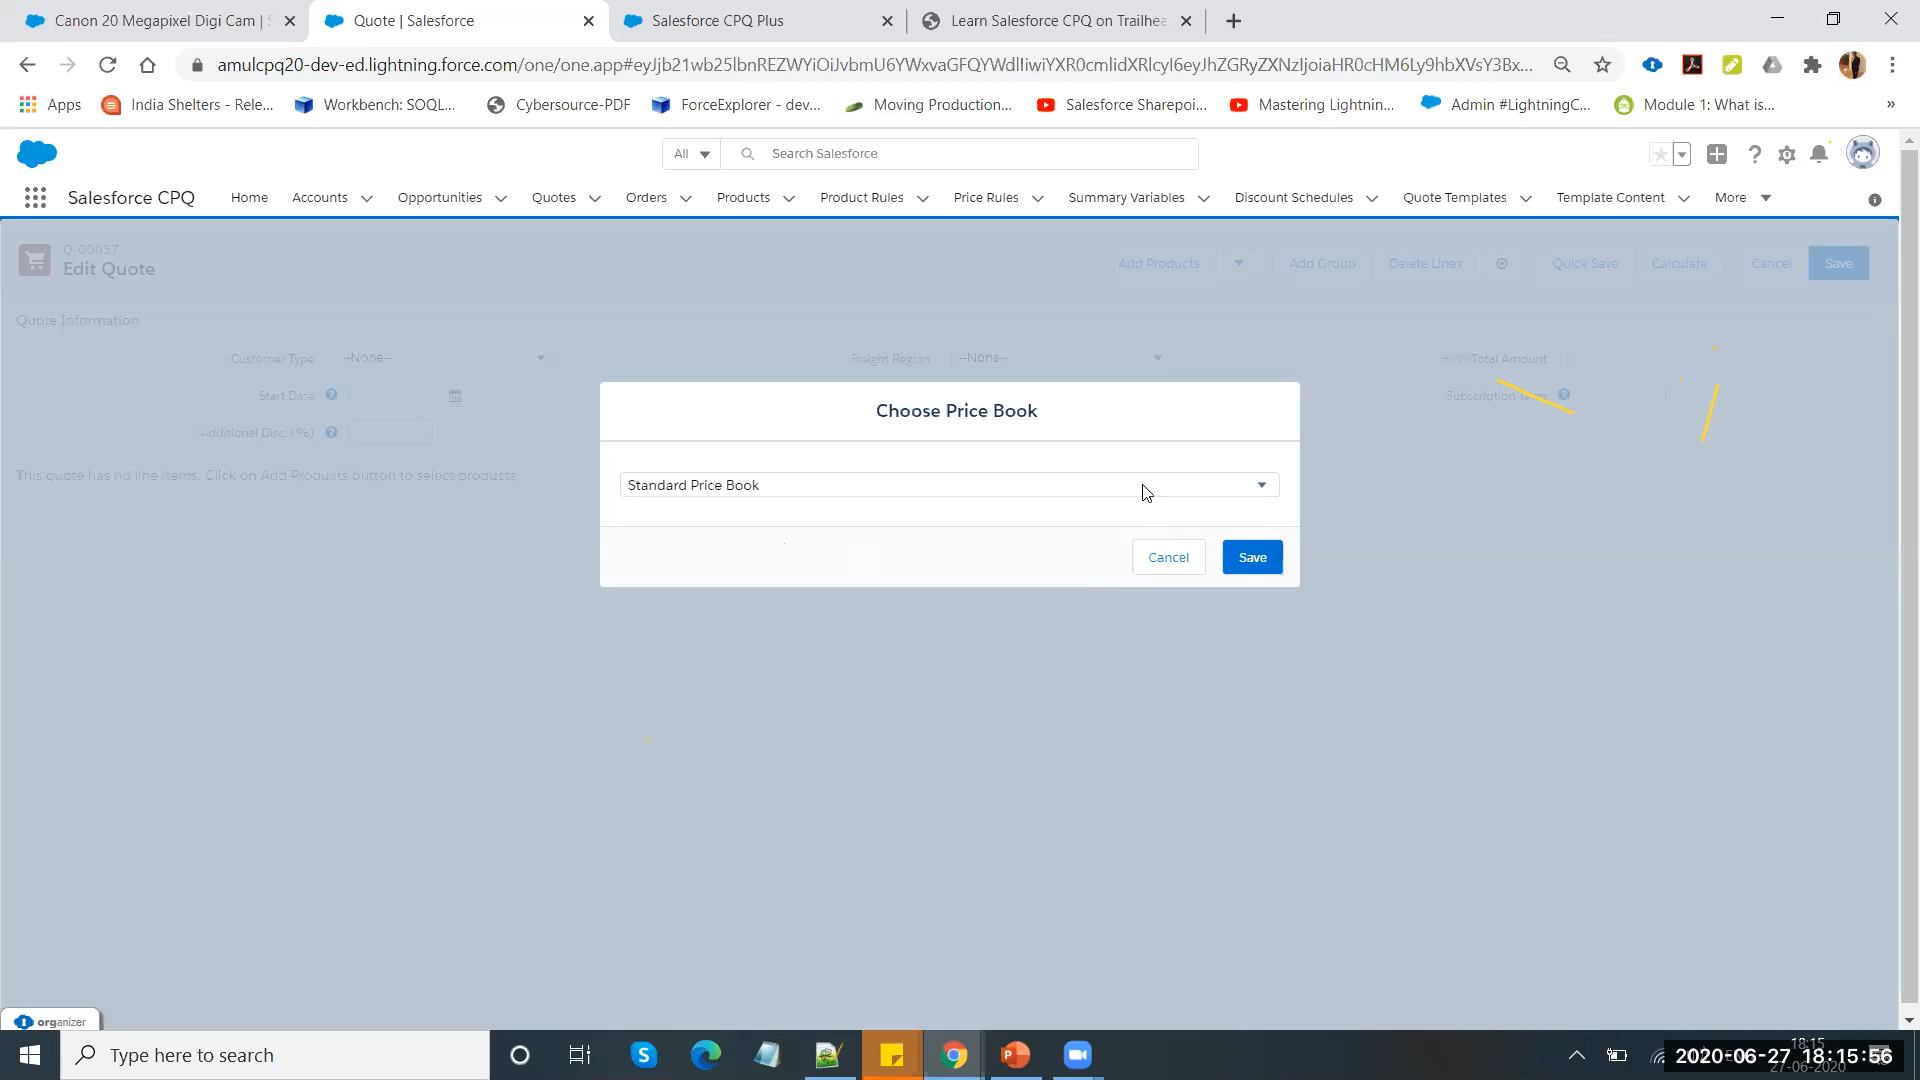 Canon 20 Megapixel Digi Cam | S
Quote | Salesforce
Salesforce CPQ Plus
Learn Salesforce CPQ on Trailhea
amulcpq20-dev-ed.lightning.force.com/one/one.app#eyJjb21wb25lbnREZWYiOiJvbmU6YWxvaGFQYWdlIiwiYXR0cmlidXRlcyI6eyJhZGRyZXNzIjoiaHR0cHM6Ly9hbXVsY3Bx...
Apps
India Shelters - Rele...
Workbench: SOQL...
Cybersource-PDF
ForceExplorer - dev...
Moving Production...
Salesforce Sharepoi...
Mastering Lightnin...
Admin #LightningC...
Module 1: What is...
»
All
Search Salesforce
Salesforce CPQ
Home
Accounts
Opportunities
Quotes
Orders
Products
Product Rules
Price Rules
Summary Variables
Discount Schedules
Quote Templates
Template Content
More
Q-00057
Edit Quote
Add Products
Add Group
Delete Lines
Quick Save
Calculate
Cancel
Save
Quote Information
Customer Type
--None--
Freight Region
--None--
Total Amount
Start Date
Subscription Term
Additional Disc. (%)
This quote has no line items. Click on Add Products button to select products.
Choose Price Book
Standard Price Book
Cancel
Save
organizer
Type here to search
18:15
2020-06-27 18:15:56
27-06-2020